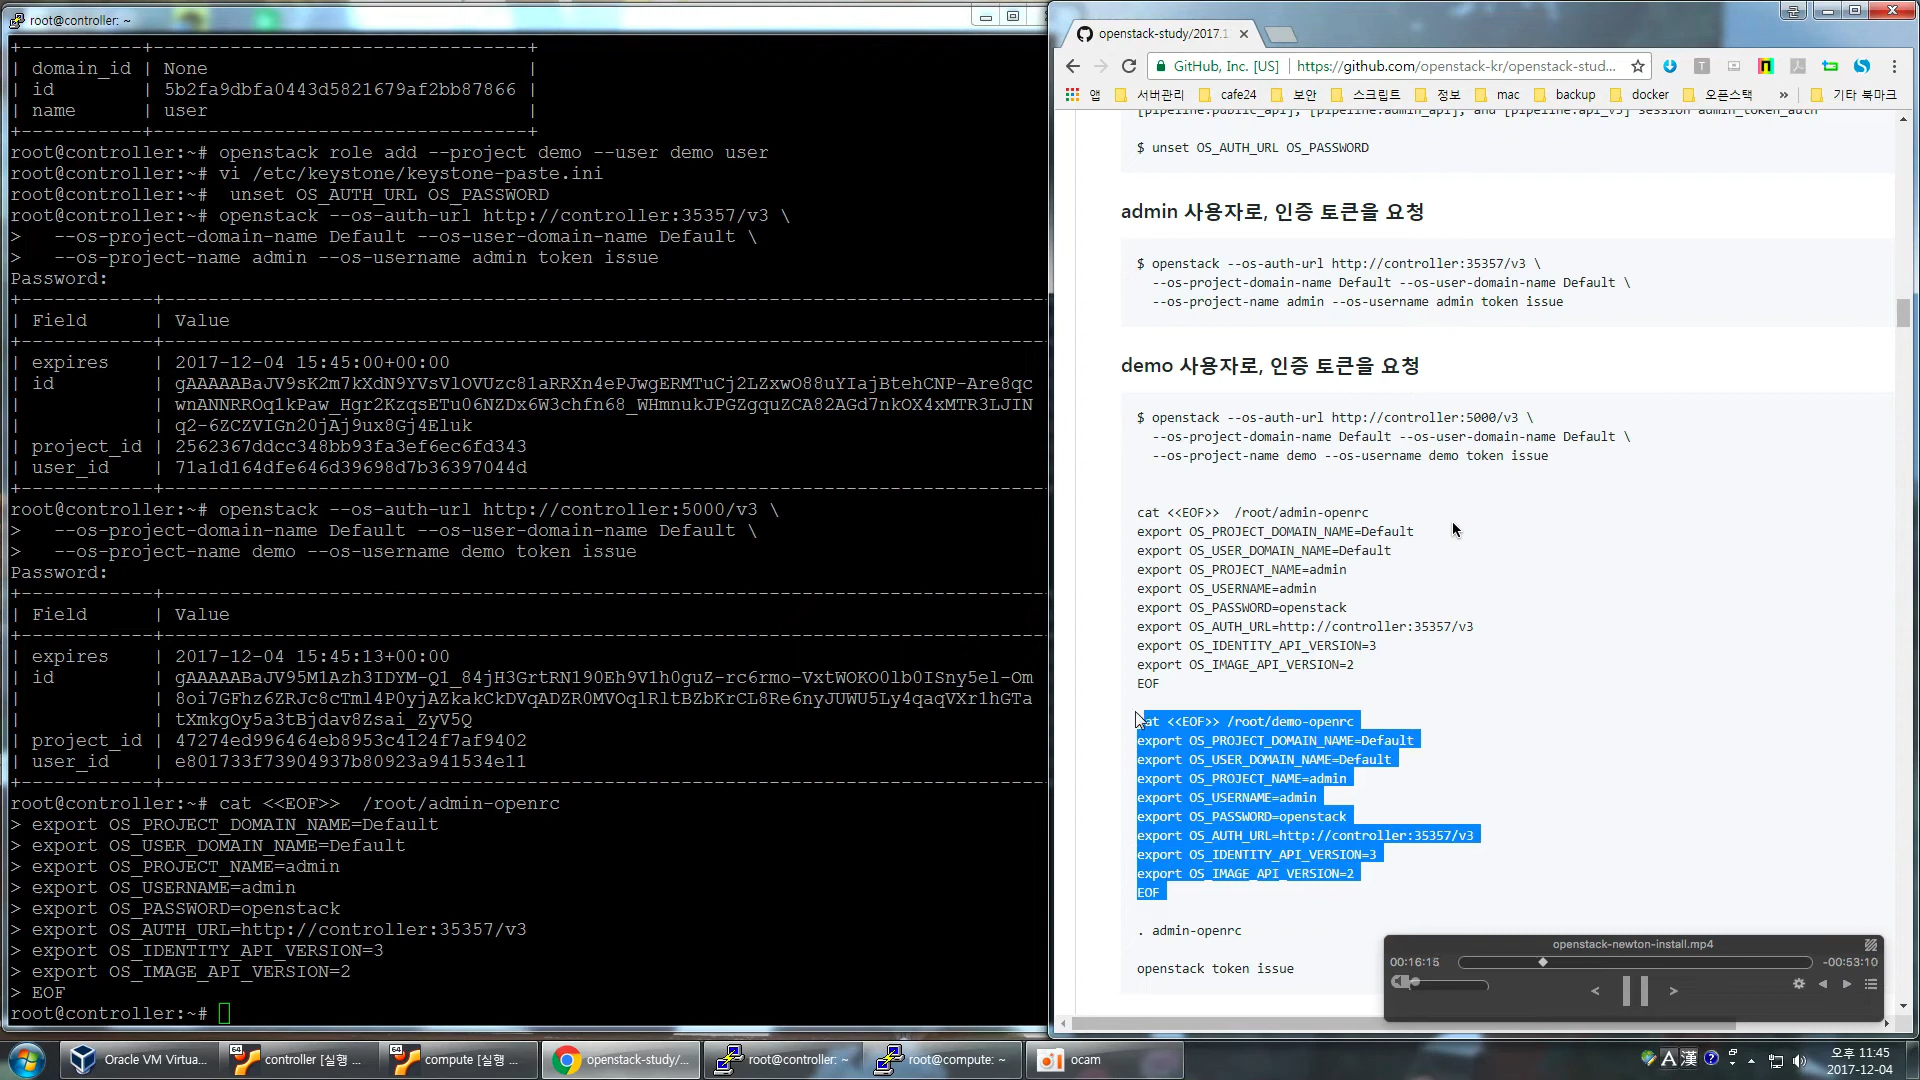 root@controller: ~
| domain_id | None |
| id | 5b2fa9dbfa0443d5821679af2bb87866 |
| name | user |
root@controller:~# openstack role add --project demo --user demo user
root@controller:~# vi /etc/keystone/keystone-paste.ini
root@controller:~#  unset OS_AUTH_URL OS_PASSWORD
root@controller:~# openstack --os-auth-url http://controller:35357/v3 \
>   --os-project-domain-name Default --os-user-domain-name Default \
>   --os-project-name admin --os-username admin token issue
Password:
| Field | Value
| expires | 2017-12-04 15:45:00+00:00
| id | gAAAAABaJV9sK2m7kXdN9YVsVlOVUzc81aRRXn4ePJwgERMTuCj2LZxwO88uYIajBtehCNP-Are8qc
| | wnANNRROq1kPaw_Hgr2KzqsETu06NZDx6W3chfn68_WHmnukJPGZgquZCA82AGd7nkOX4xMTR3LJIN
| | q2-6ZCZVIGn20jAj9ux8Gj4Eluk
| project_id | 2562367ddcc348bb93fa3ef6ec6fd343
| user_id | 71a1d164dfe646d39698d7b36397044d
root@controller:~# openstack --os-auth-url http://controller:5000/v3 \
>   --os-project-domain-name Default --os-user-domain-name Default \
>   --os-project-name demo --os-username demo token issue
Password:
| Field | Value
| expires | 2017-12-04 15:45:13+00:00
| id | gAAAAABaJV95M1Azh3IDYM-Q1_84jH3GrtRN190Eh9V1h0guZ-rc6rmo-VxtWOKO0lb0ISny5el-Om
| | 8oi7GFhz6ZRJc8cTml4P0yjAZkakCkDVqADZR0MVOqlRltBZbKrCL8Re6nyJUWU5Ly4qaqVXr1hGTa
| | tXmkgOy5a3tBjdav8Zsai_ZyV5Q
| project_id | 47274ed996464eb8953c4124f7af9402
| user_id | e801733f73904937b80923a941534e11
root@controller:~# cat <<EOF>>  /root/admin-openrc
> export OS_PROJECT_DOMAIN_NAME=Default
> export OS_USER_DOMAIN_NAME=Default
> export OS_PROJECT_NAME=admin
> export OS_USERNAME=admin
> export OS_PASSWORD=openstack
> export OS_AUTH_URL=http://controller:35357/v3
> export OS_IDENTITY_API_VERSION=3
> export OS_IMAGE_API_VERSION=2
> EOF
root@controller:~#
openstack-study/2017.1
GitHub, Inc. [US] | https://github.com/openstack-kr/openstack-stud...
앱 서버관리 cafe24 보안 스크립트 정보 mac backup docker 오픈스택 » 기타 북마크
[pipeline:public_api], [pipeline:admin_api], and [pipeline:api_v3] session admin_token_auth
$ unset OS_AUTH_URL OS_PASSWORD
admin 사용자로, 인증 토큰을 요청
$ openstack --os-auth-url http://controller:35357/v3 \
--os-project-domain-name Default --os-user-domain-name Default \
--os-project-name admin --os-username admin token issue
demo 사용자로, 인증 토큰을 요청
$ openstack --os-auth-url http://controller:5000/v3 \
--os-project-domain-name Default --os-user-domain-name Default \
--os-project-name demo --os-username demo token issue
cat <<EOF>>  /root/admin-openrc
export OS_PROJECT_DOMAIN_NAME=Default
export OS_USER_DOMAIN_NAME=Default
export OS_PROJECT_NAME=admin
export OS_USERNAME=admin
export OS_PASSWORD=openstack
export OS_AUTH_URL=http://controller:35357/v3
export OS_IDENTITY_API_VERSION=3
export OS_IMAGE_API_VERSION=2
EOF
cat <<EOF>> /root/demo-openrc
export OS_PROJECT_DOMAIN_NAME=Default
export OS_USER_DOMAIN_NAME=Default
export OS_PROJECT_NAME=admin
export OS_USERNAME=admin
export OS_PASSWORD=openstack
export OS_AUTH_URL=http://controller:35357/v3
export OS_IDENTITY_API_VERSION=3
export OS_IMAGE_API_VERSION=2
EOF
. admin-openrc
openstack token issue
openstack-newton-install.mp4
00:16:15 -00:53:10
Oracle VM Virtua...
controller [실행 ...
compute [실행 ...
openstack-study/...
root@controller: ~
root@compute: ~
ocam
A 漢
오후 11:45
2017-12-04